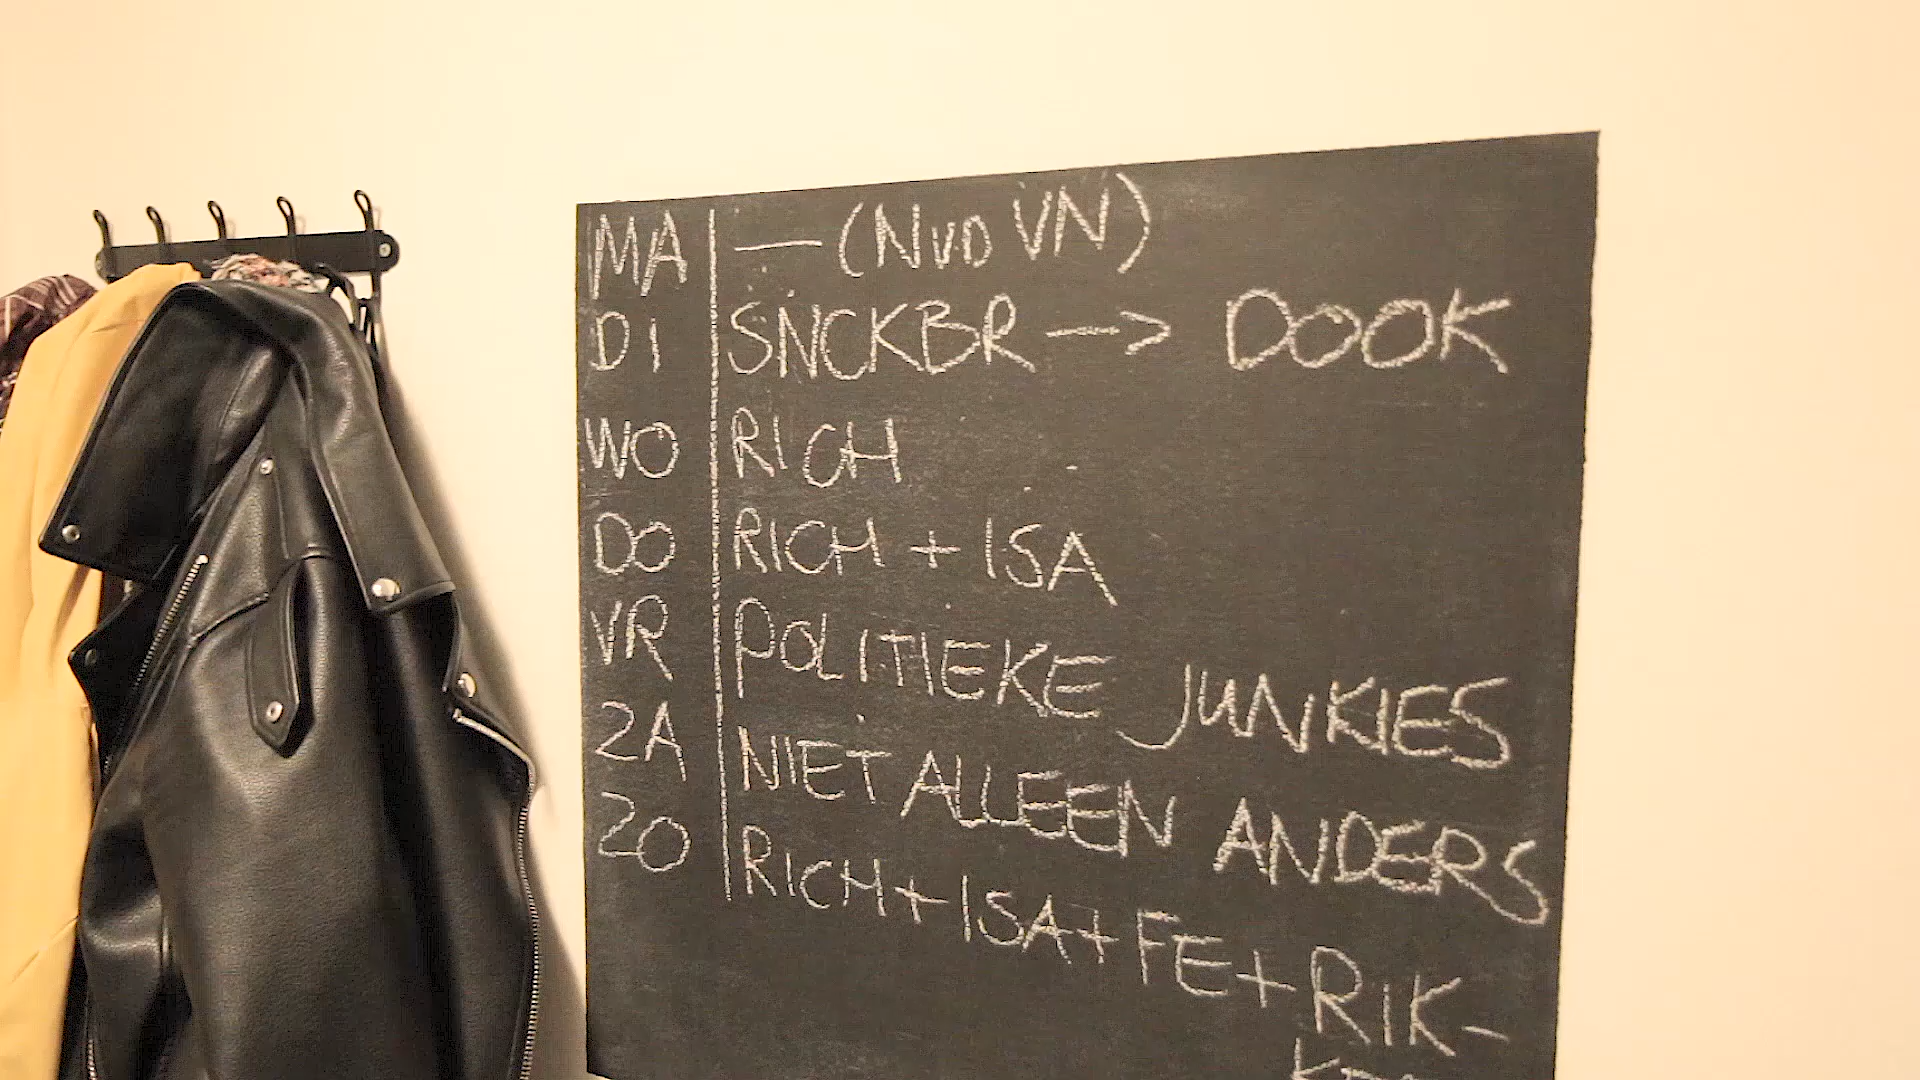 MA — (NVD VN)
DI SNCKBR --> DOOK
WO RICH
DO RICH + ISA
VR POLITIEKE JUNKIES
ZA NIET ALLEEN ANDERS
ZO RICH+ISA+FE+RIK-